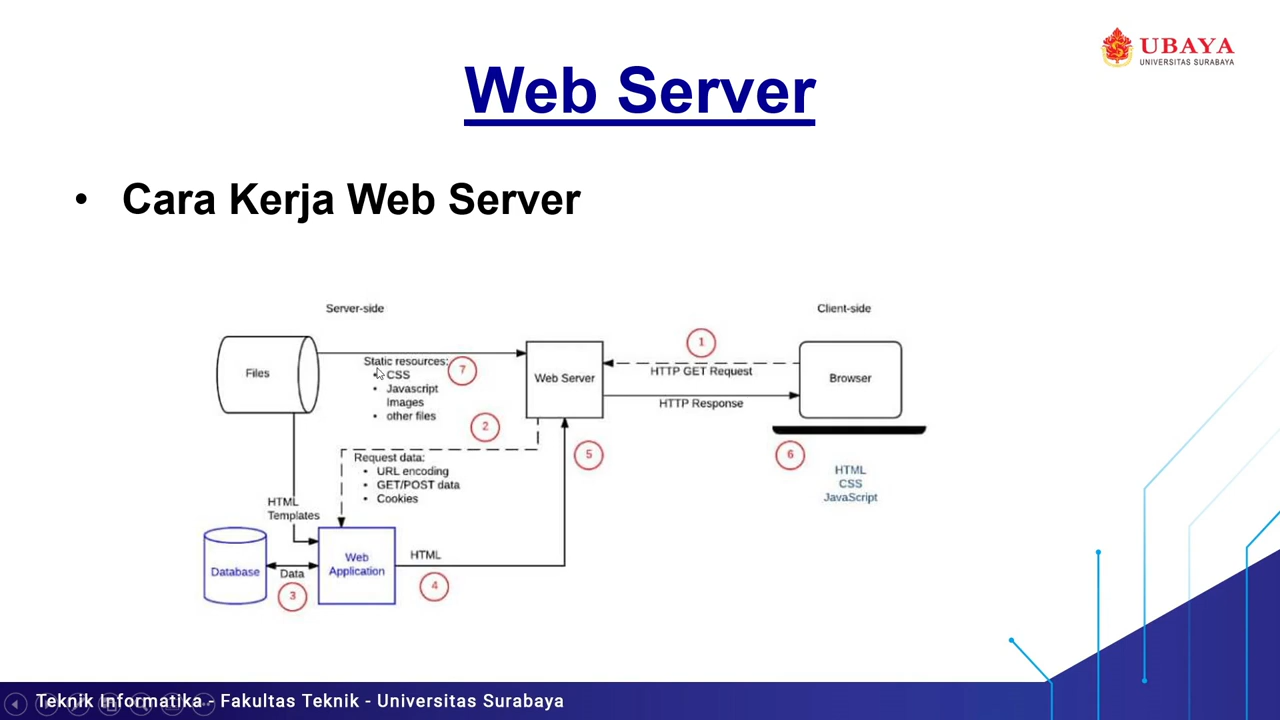 UBAYA
UNIVERSITAS SURABAYA
Web Server
• Cara Kerja Web Server
Server-side
Client-side
Files
Static resources:
• CSS
• Javascript
Images
• other files
7
Web Server
1
HTTP GET Request
HTTP Response
Browser
2
Request data:
• URL encoding
• GET/POST data
• Cookies
5
6
HTML
CSS
JavaScript
HTML
Templates
Database
Data
3
Web
Application
HTML
4
Teknik Informatika - Fakultas Teknik - Universitas Surabaya